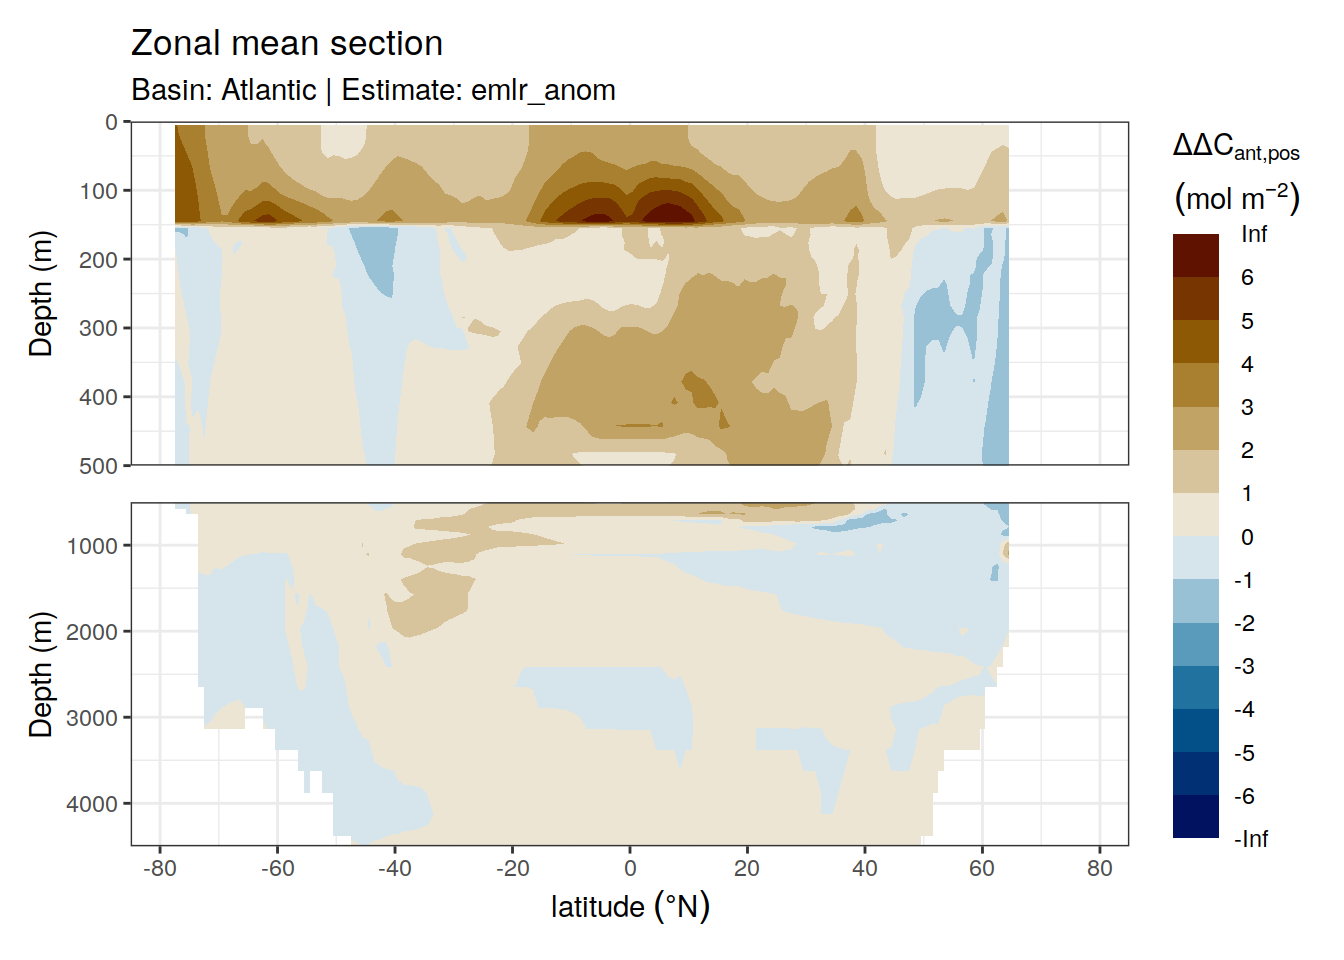 Zonal mean section
Basin: Atlantic | Estimate: emlr_anom
0
100
200
300
400
500
Depth (m)
1000
2000
3000
4000
Depth (m)
-80 -60 -40 -20 0 20 40 60 80
latitude (°N)
ΔΔC_ant,pos
(mol m⁻²)
Inf
6
5
4
3
2
1
0
-1
-2
-3
-4
-5
-6
-Inf